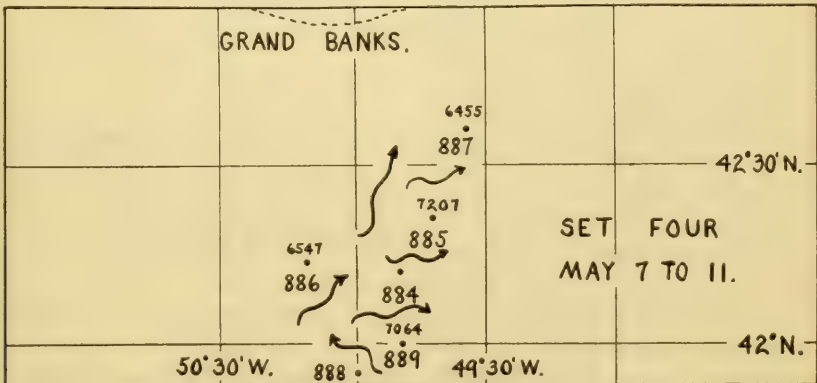 GRAND BANKS.
6455
887
42°30'N.
7207
885
SET FOUR
6547
886
884
MAY 7 TO 11.
7064
889
42°N.
50°30'W.
888
49°30'W.